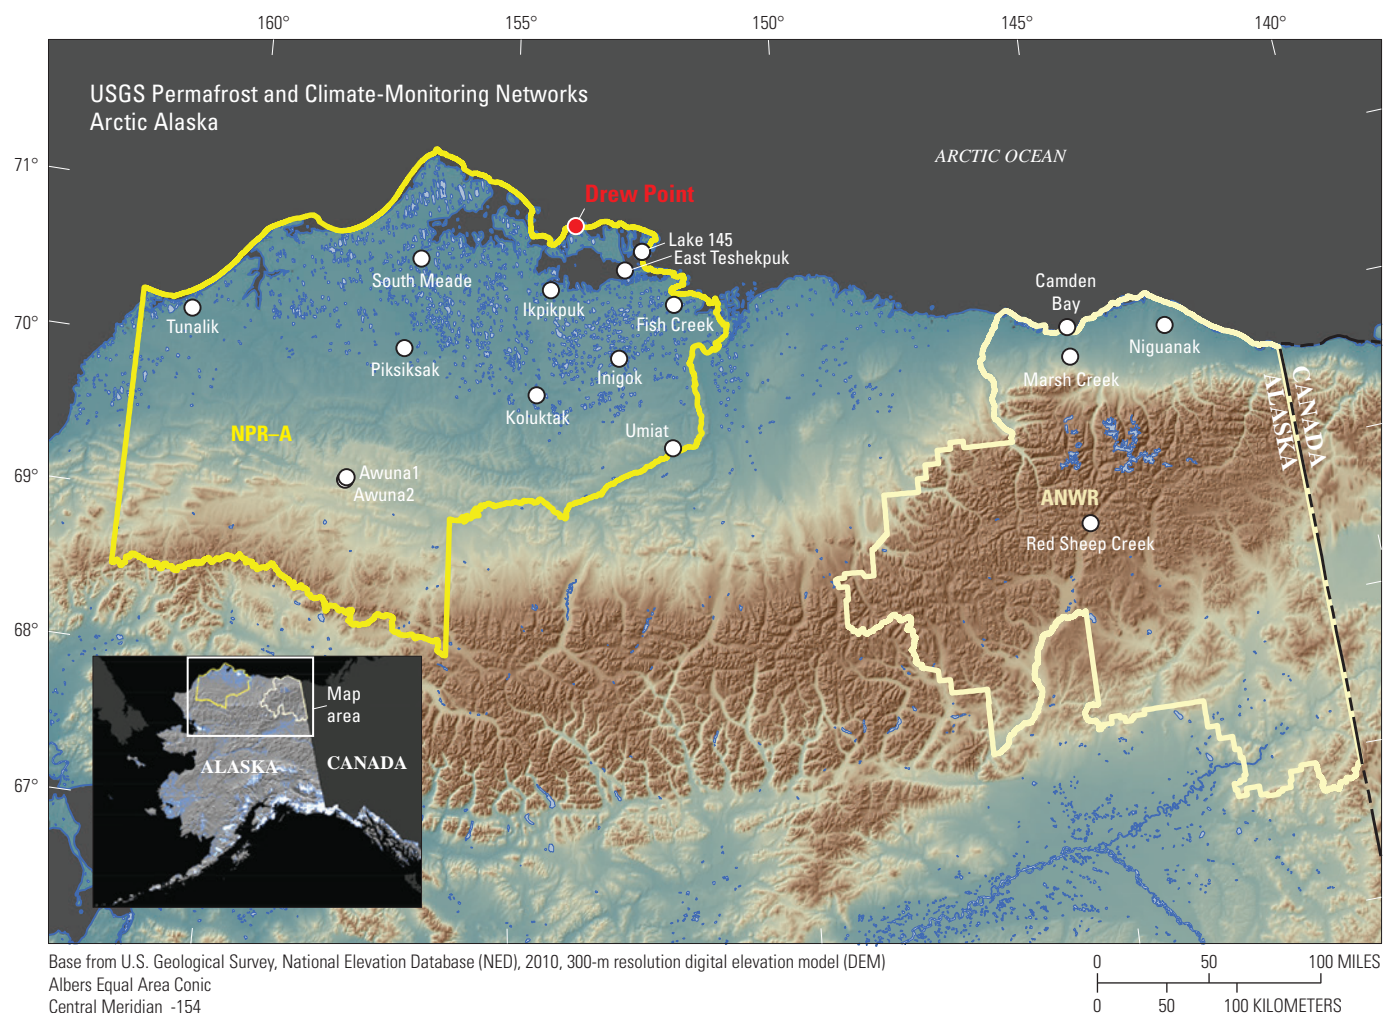 160°
155°
150°
145°
140°
USGS Permafrost and Climate-Monitoring Networks
Arctic Alaska
ARCTIC OCEAN
71°
Drew Point
Lake 145
East Teshekpuk
South Meade
Camden
Bay
Ikpikpuk
Fish Creek
Tunalik
70°
Niguanak
Piksiksak
Inigok
Marsh Creek
CANADA
ALASKA
Koluktak
Umiat
NPR–A
69°
Awuna1
Awuna2
ANWR
Red Sheep Creek
68°
Map
area
ALASKA
CANADA
67°
Base from U.S. Geological Survey, National Elevation Database (NED), 2010, 300-m resolution digital elevation model (DEM)
Albers Equal Area Conic
Central Meridian -154
0 50 100 MILES
0 50 100 KILOMETERS